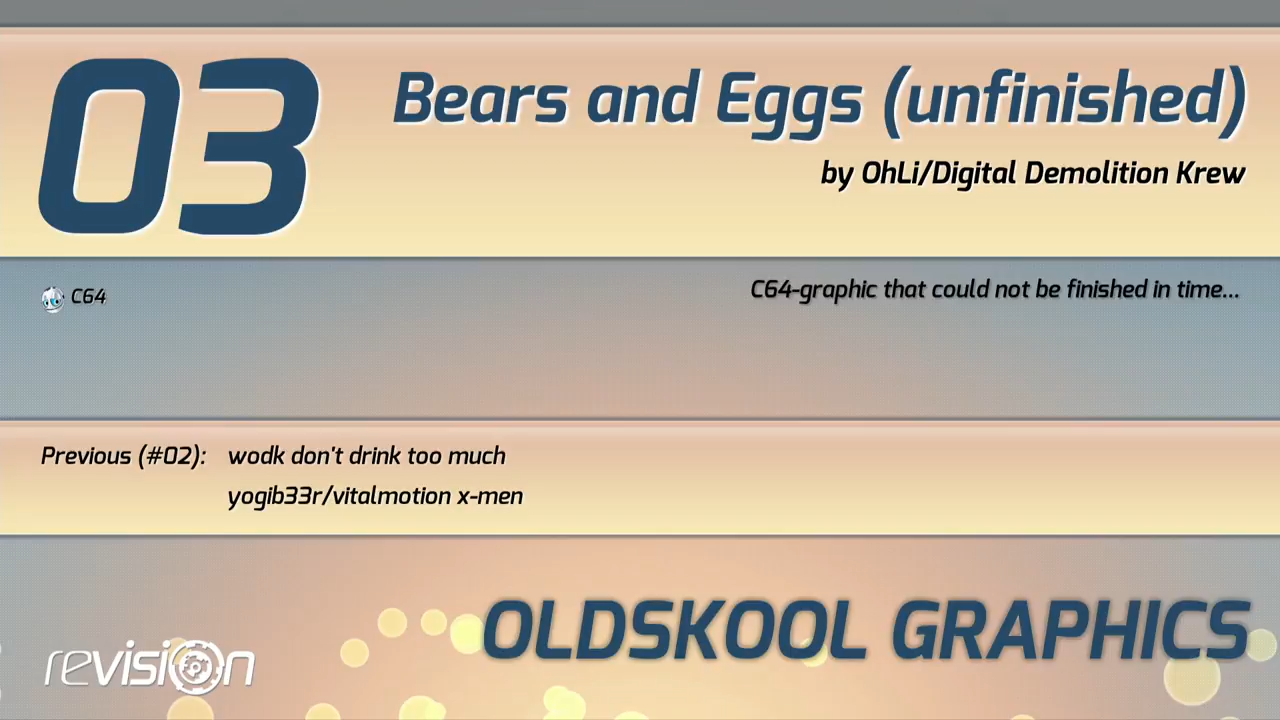 03
Bears and Eggs (unfinished)
by OhLi/Digital Demolition Krew
C64
C64-graphic that could not be finished in time...
Previous (#02): wodk don't drink too much
yogib33r/vitalmotion x-men
OLDSKOOL GRAPHICS
revision